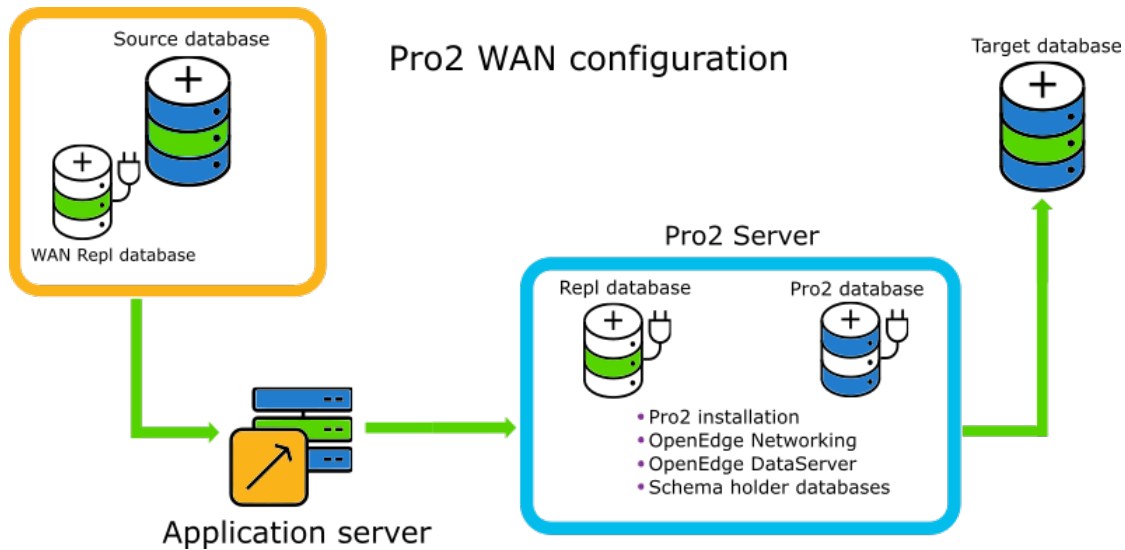 Pro2 WAN configuration
Source database
WAN Repl database
Application server
Pro2 Server
Repl database
Pro2 database
• Pro2 installation
• OpenEdge Networking
• OpenEdge DataServer
• Schema holder databases
Target database